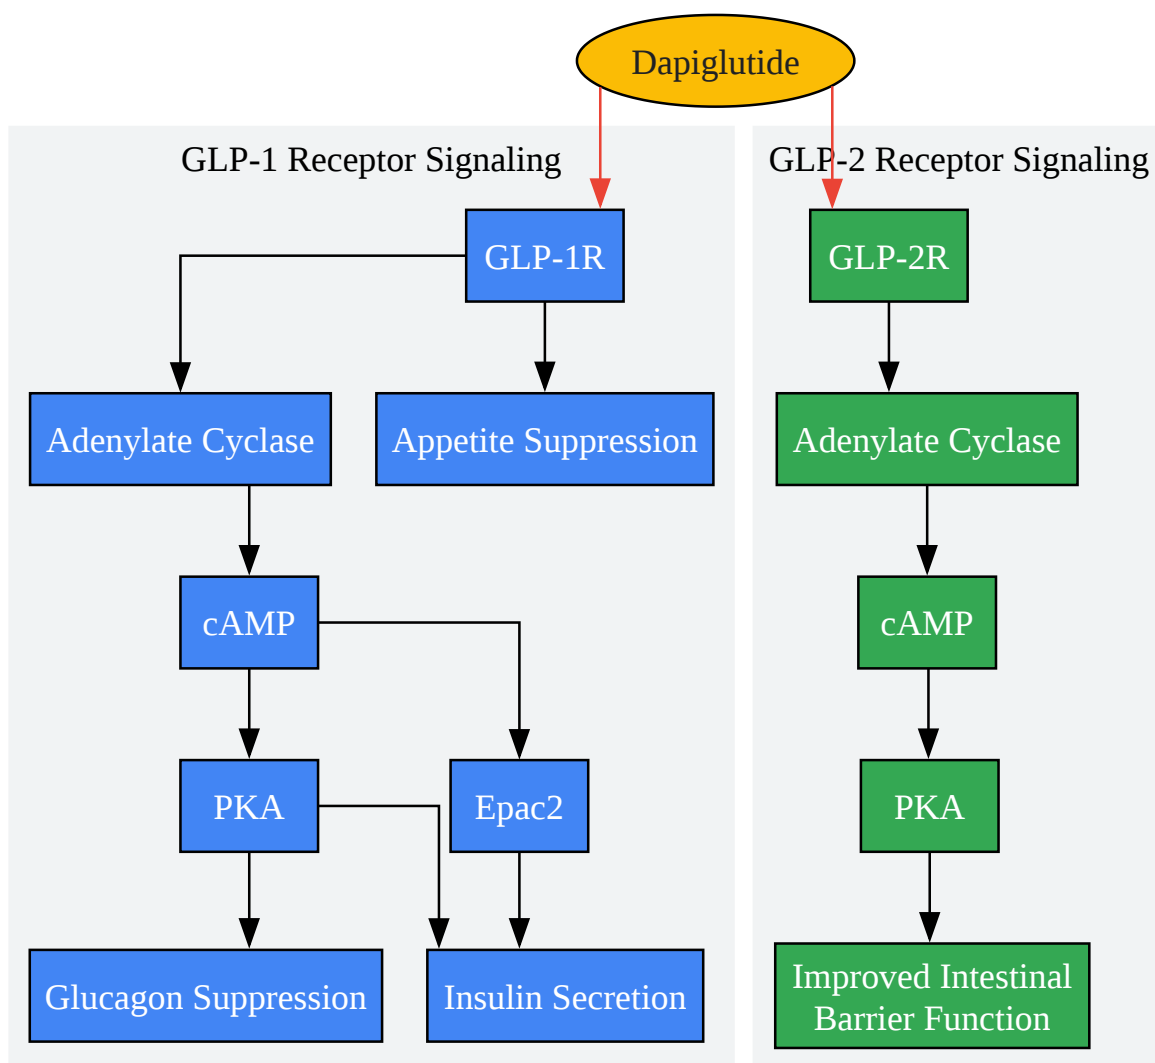 Dapiglutide
GLP-1 Receptor Signaling
GLP-2 Receptor Signaling
GLP-1R
GLP-2R
Adenylate Cyclase
Appetite Suppression
Adenylate Cyclase
cAMP
cAMP
PKA
Epac2
PKA
Glucagon Suppression
Insulin Secretion
Improved Intestinal
Barrier Function